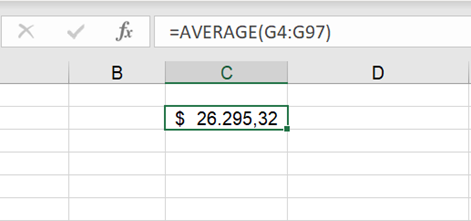 fx =AVERAGE(G4:G97)
B C D
$ 26.295,32